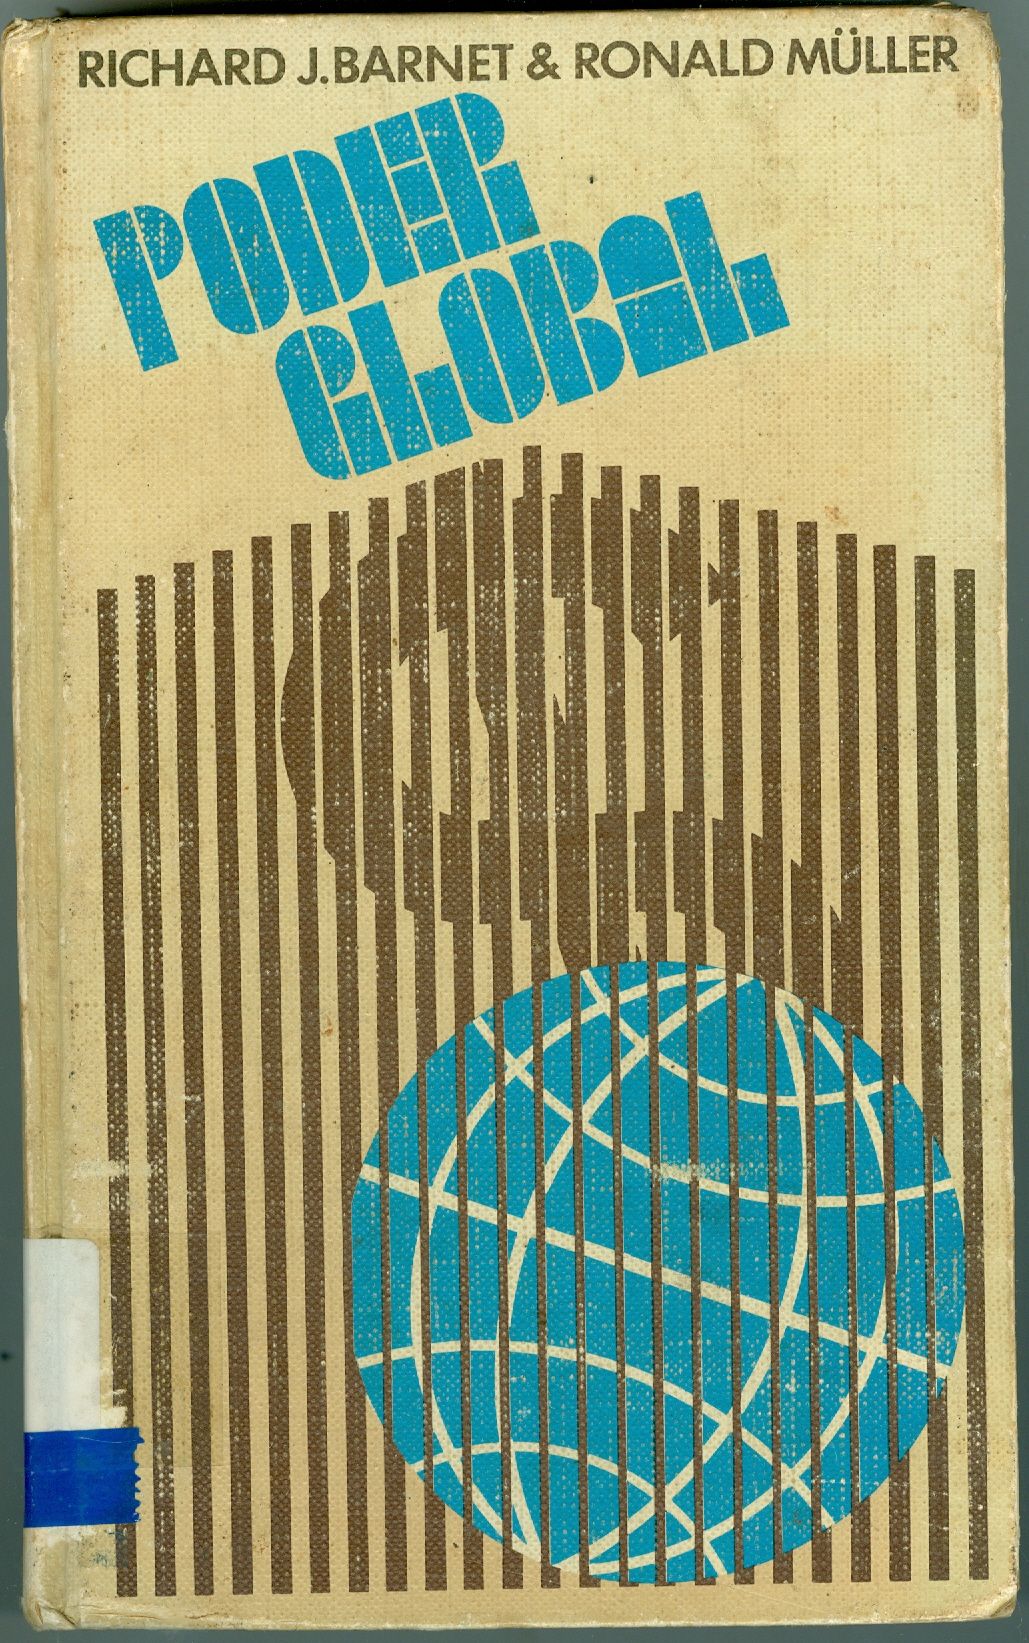 RICHARD J. BARNET & RONALD MÜLLER
PODER
GLOBAL